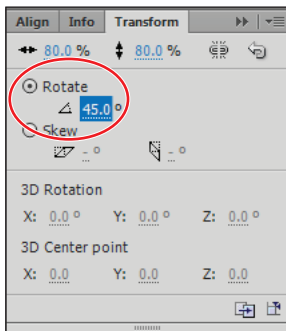 Align Info Transform
80.0 % 80.0 %
Rotate
45.0 °
Skew
- ° - °
3D Rotation
X: 0.0 ° Y: 0.0 ° Z: 0.0 °
3D Center point
X: 0.0 Y: 0.0 Z: 0.0